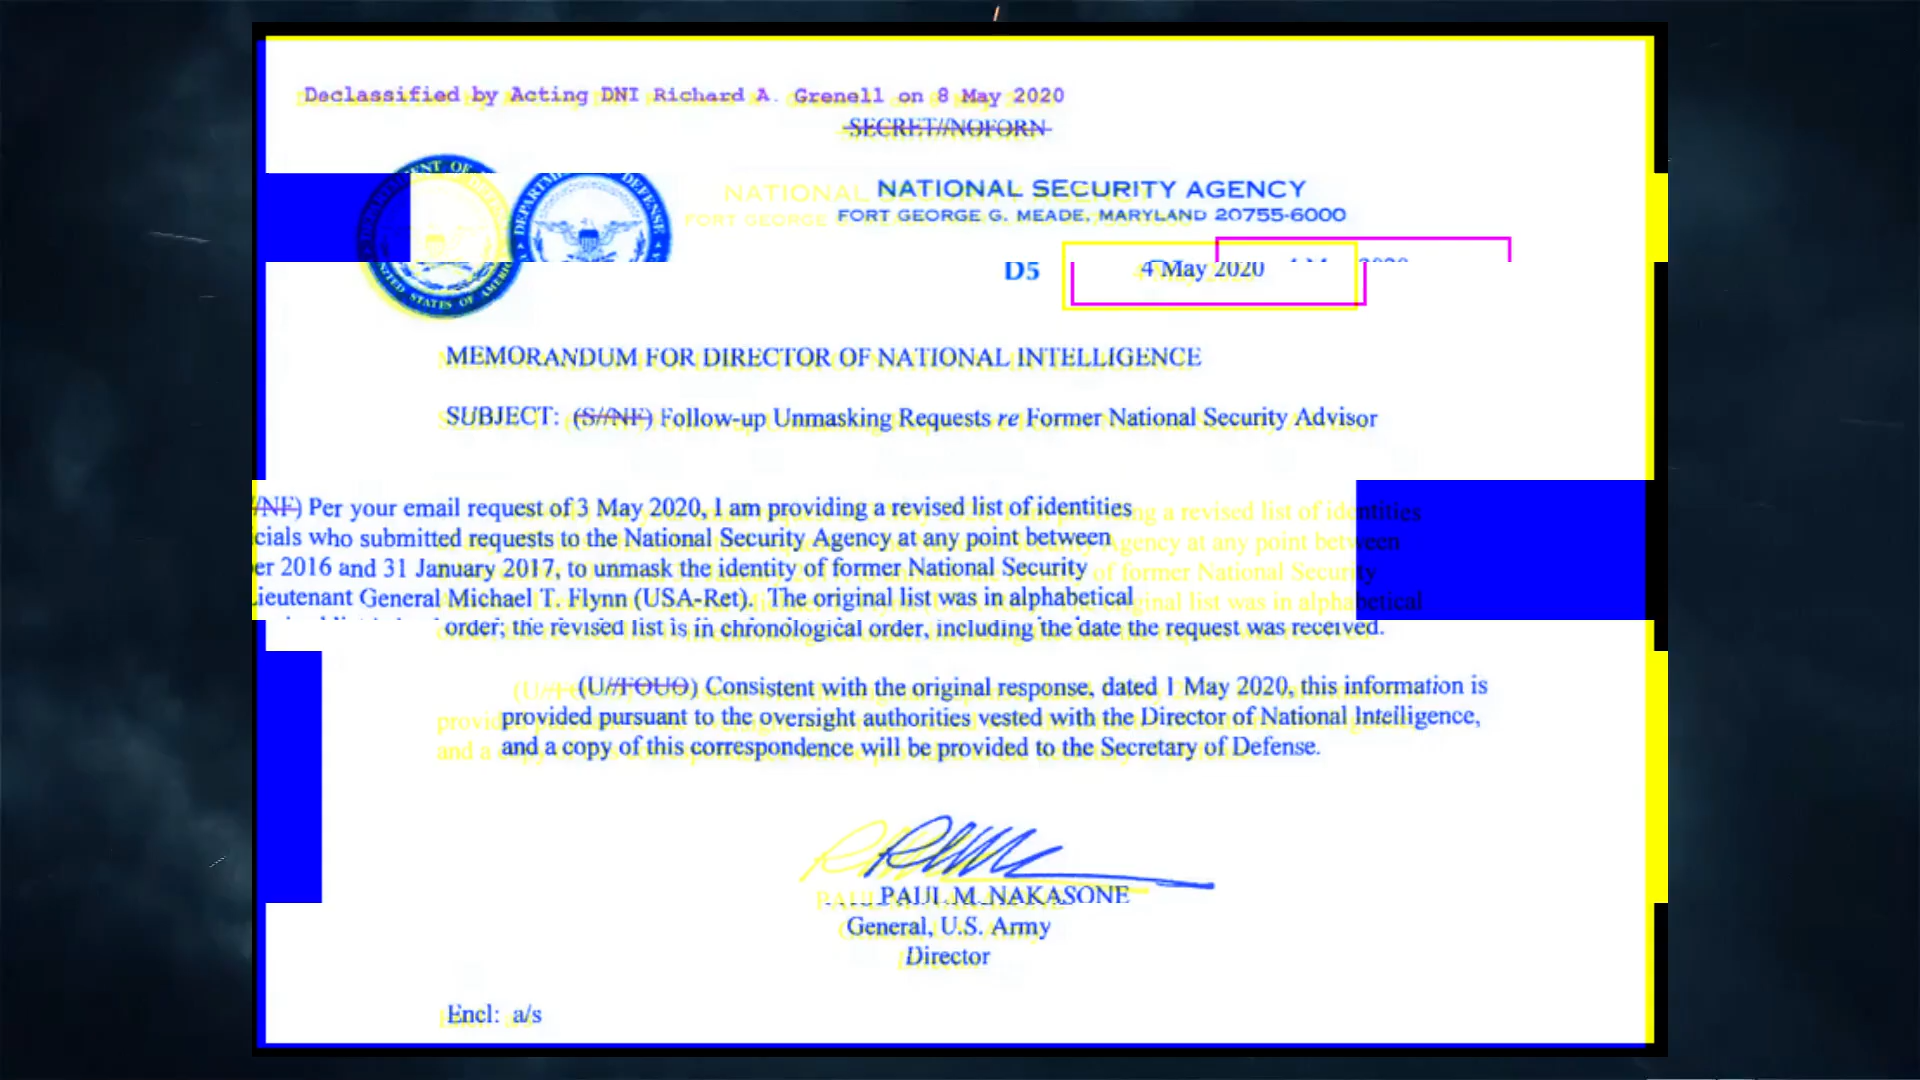 Declassified by Acting DNI Richard A. Grenell on 8 May 2020
SECRET//NOFORN
NATIONAL SECURITY AGENCY
FORT GEORGE G. MEADE, MARYLAND 20755-6000
D5
4 May 2020
MEMORANDUM FOR DIRECTOR OF NATIONAL INTELLIGENCE
SUBJECT: (S//NF) Follow-up Unmasking Requests re Former National Security Advisor
/NF) Per your email request of 3 May 2020, I am providing a revised list of identities
cials who submitted requests to the National Security Agency at any point between
er 2016 and 31 January 2017, to unmask the identity of former National Security
Lieutenant General Michael T. Flynn (USA-Ret). The original list was in alphabetical
order; the revised list is in chronological order, including the date the request was received.
(U//FOUO) Consistent with the original response, dated 1 May 2020, this information is
provided pursuant to the oversight authorities vested with the Director of National Intelligence,
and a copy of this correspondence will be provided to the Secretary of Defense.
PAUL M. NAKASONE
General, U.S. Army
Director
Encl: a/s